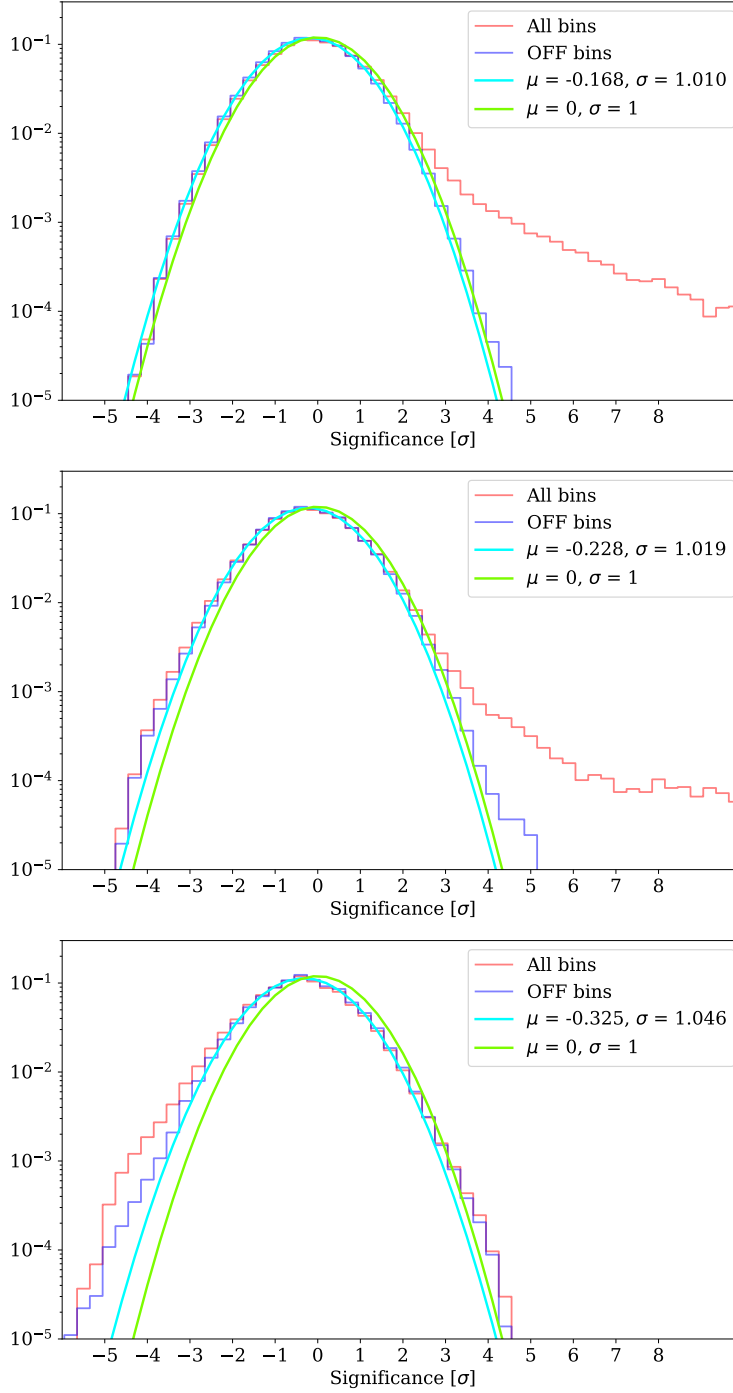 All bins
OFF bins
μ = -0.168, σ = 1.010
μ = 0, σ = 1
10⁻¹
10⁻²
10⁻³
10⁻⁴
10⁻⁵
−5 −4 −3 −2 −1 0 1 2 3 4 5 6 7 8
Significance [σ]
All bins
OFF bins
μ = -0.228, σ = 1.019
μ = 0, σ = 1
10⁻¹
10⁻²
10⁻³
10⁻⁴
10⁻⁵
−5 −4 −3 −2 −1 0 1 2 3 4 5 6 7 8
Significance [σ]
All bins
OFF bins
μ = -0.325, σ = 1.046
μ = 0, σ = 1
10⁻¹
10⁻²
10⁻³
10⁻⁴
10⁻⁵
−5 −4 −3 −2 −1 0 1 2 3 4 5 6 7 8
Significance [σ]